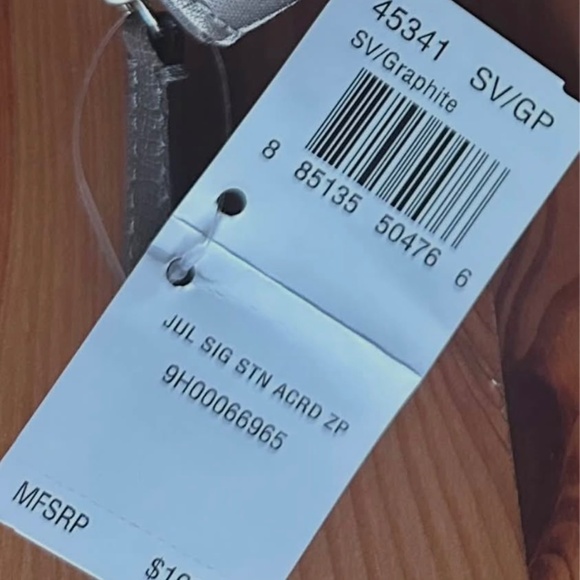 45341 SV/GP
SV/Graphite
8 85135 50476 6
JUL SIG STN ACRD ZP
9H00066965
MFSRP